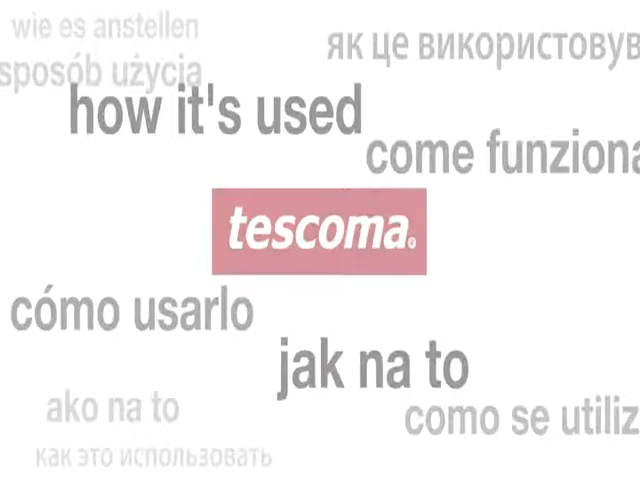 wie es anstellen
як це використовув
sposób użycia
how it's used
come funziona
tescoma®
cómo usarlo
jak na to
ako na to
como se utiliz
как это использовать